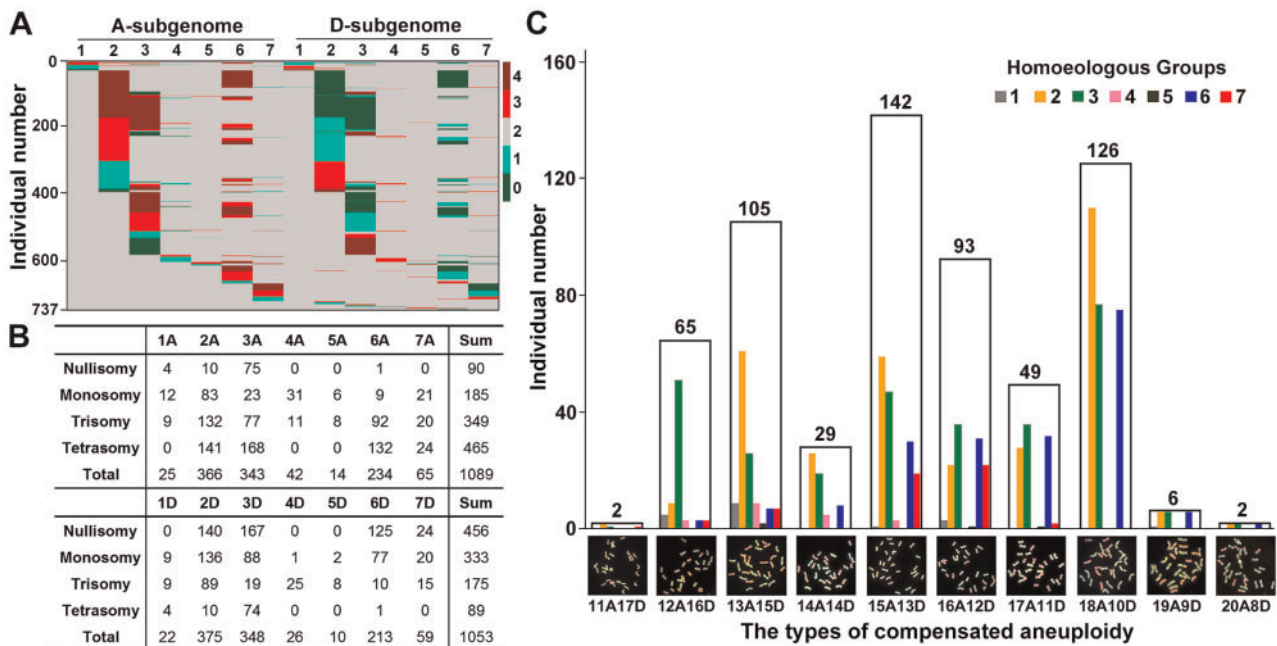 A
A-subgenome D-subgenome
1 2 3 4 5 6 7 1 2 3 4 5 6 7
Individual number
0
200
400
600
737
4
3
2
1
0
B
1A 2A 3A 4A 5A 6A 7A Sum
Nullisomy 4 10 75 0 0 1 0 90
Monosomy 12 83 23 31 6 9 21 185
Trisomy 9 132 77 11 8 92 20 349
Tetrasomy 0 141 168 0 0 132 24 465
Total 25 366 343 42 14 234 65 1089
1D 2D 3D 4D 5D 6D 7D Sum
Nullisomy 0 140 167 0 0 125 24 456
Monosomy 9 136 88 1 2 77 20 333
Trisomy 9 89 19 25 8 10 15 175
Tetrasomy 4 10 74 0 0 1 0 89
Total 22 375 348 26 10 213 59 1053
C
Homoeologous Groups
1 2 3 4 5 6 7
Individual number
160
120
80
40
0
2 65 105 29 142 93 49 126 6 2
11A17D 12A16D 13A15D 14A14D 15A13D 16A12D 17A11D 18A10D 19A9D 20A8D
The types of compensated aneuploidy